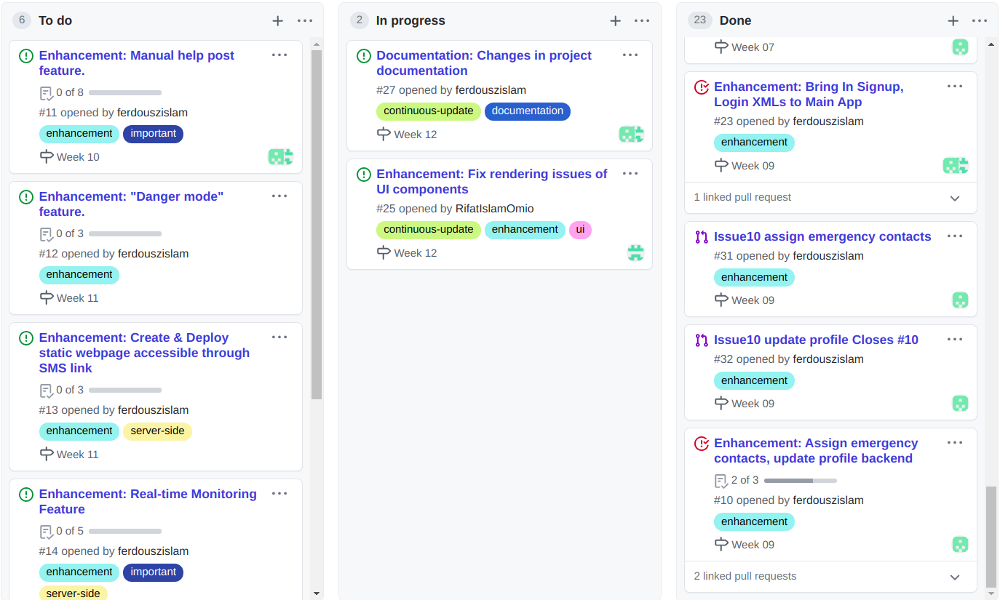 6 To do
Enhancement: Manual help post
feature.
0 of 8
#11 opened by ferdouszislam
enhancement important
Week 10
Enhancement: "Danger mode"
feature.
0 of 3
#12 opened by ferdouszislam
enhancement
Week 11
Enhancement: Create & Deploy
static webpage accessible through
SMS link
0 of 3
#13 opened by ferdouszislam
enhancement server-side
Week 11
Enhancement: Real-time Monitoring
Feature
0 of 5
#14 opened by ferdouszislam
enhancement important
server-side
2 In progress
Documentation: Changes in project
documentation
#27 opened by ferdouszislam
continuous-update documentation
Week 12
Enhancement: Fix rendering issues of
UI components
#25 opened by RifatIslamOmio
continuous-update enhancement ui
Week 12
23 Done
Week 07
Enhancement: Bring In Signup,
Login XMLs to Main App
#23 opened by ferdouszislam
enhancement
Week 09
1 linked pull request
Issue10 assign emergency contacts
#31 opened by ferdouszislam
enhancement
Week 09
Issue10 update profile Closes #10
#32 opened by ferdouszislam
enhancement
Week 09
Enhancement: Assign emergency
contacts, update profile backend
2 of 3
#10 opened by ferdouszislam
enhancement
Week 09
2 linked pull requests